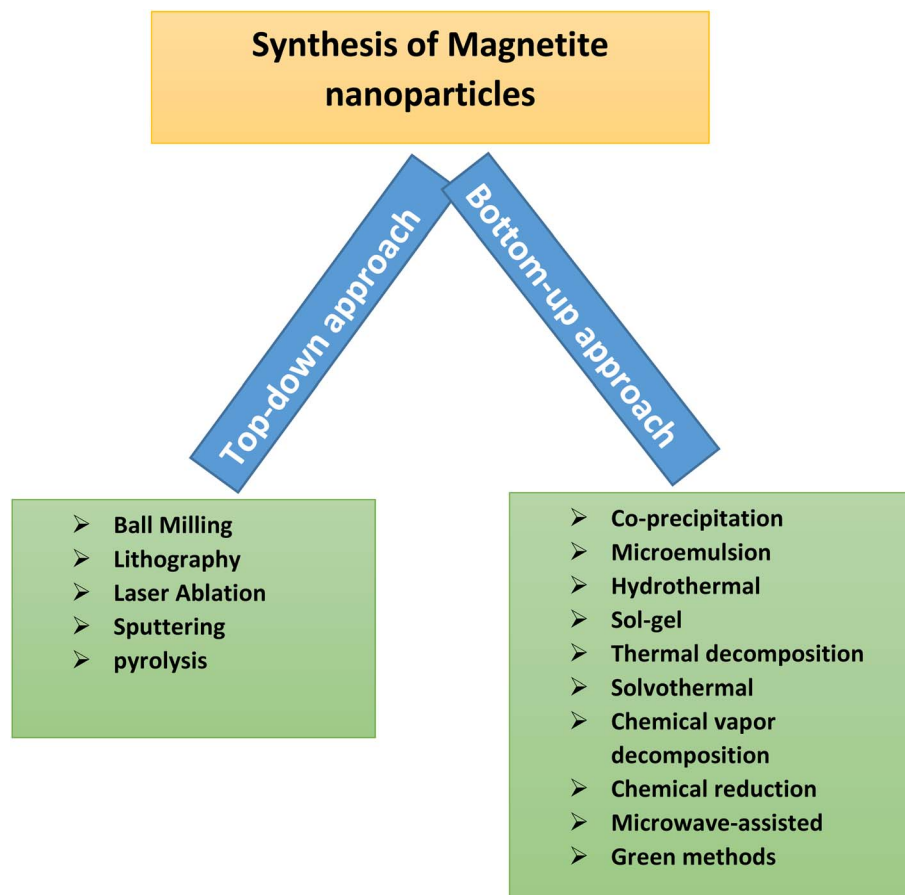 Synthesis of Magnetite
nanoparticles
Top-down approach
Bottom-up approach
➢ Ball Milling
➢ Lithography
➢ Laser Ablation
➢ Sputtering
➢ pyrolysis
➢ Co-precipitation
➢ Microemulsion
➢ Hydrothermal
➢ Sol-gel
➢ Thermal decomposition
➢ Solvothermal
➢ Chemical vapor
decomposition
➢ Chemical reduction
➢ Microwave-assisted
➢ Green methods